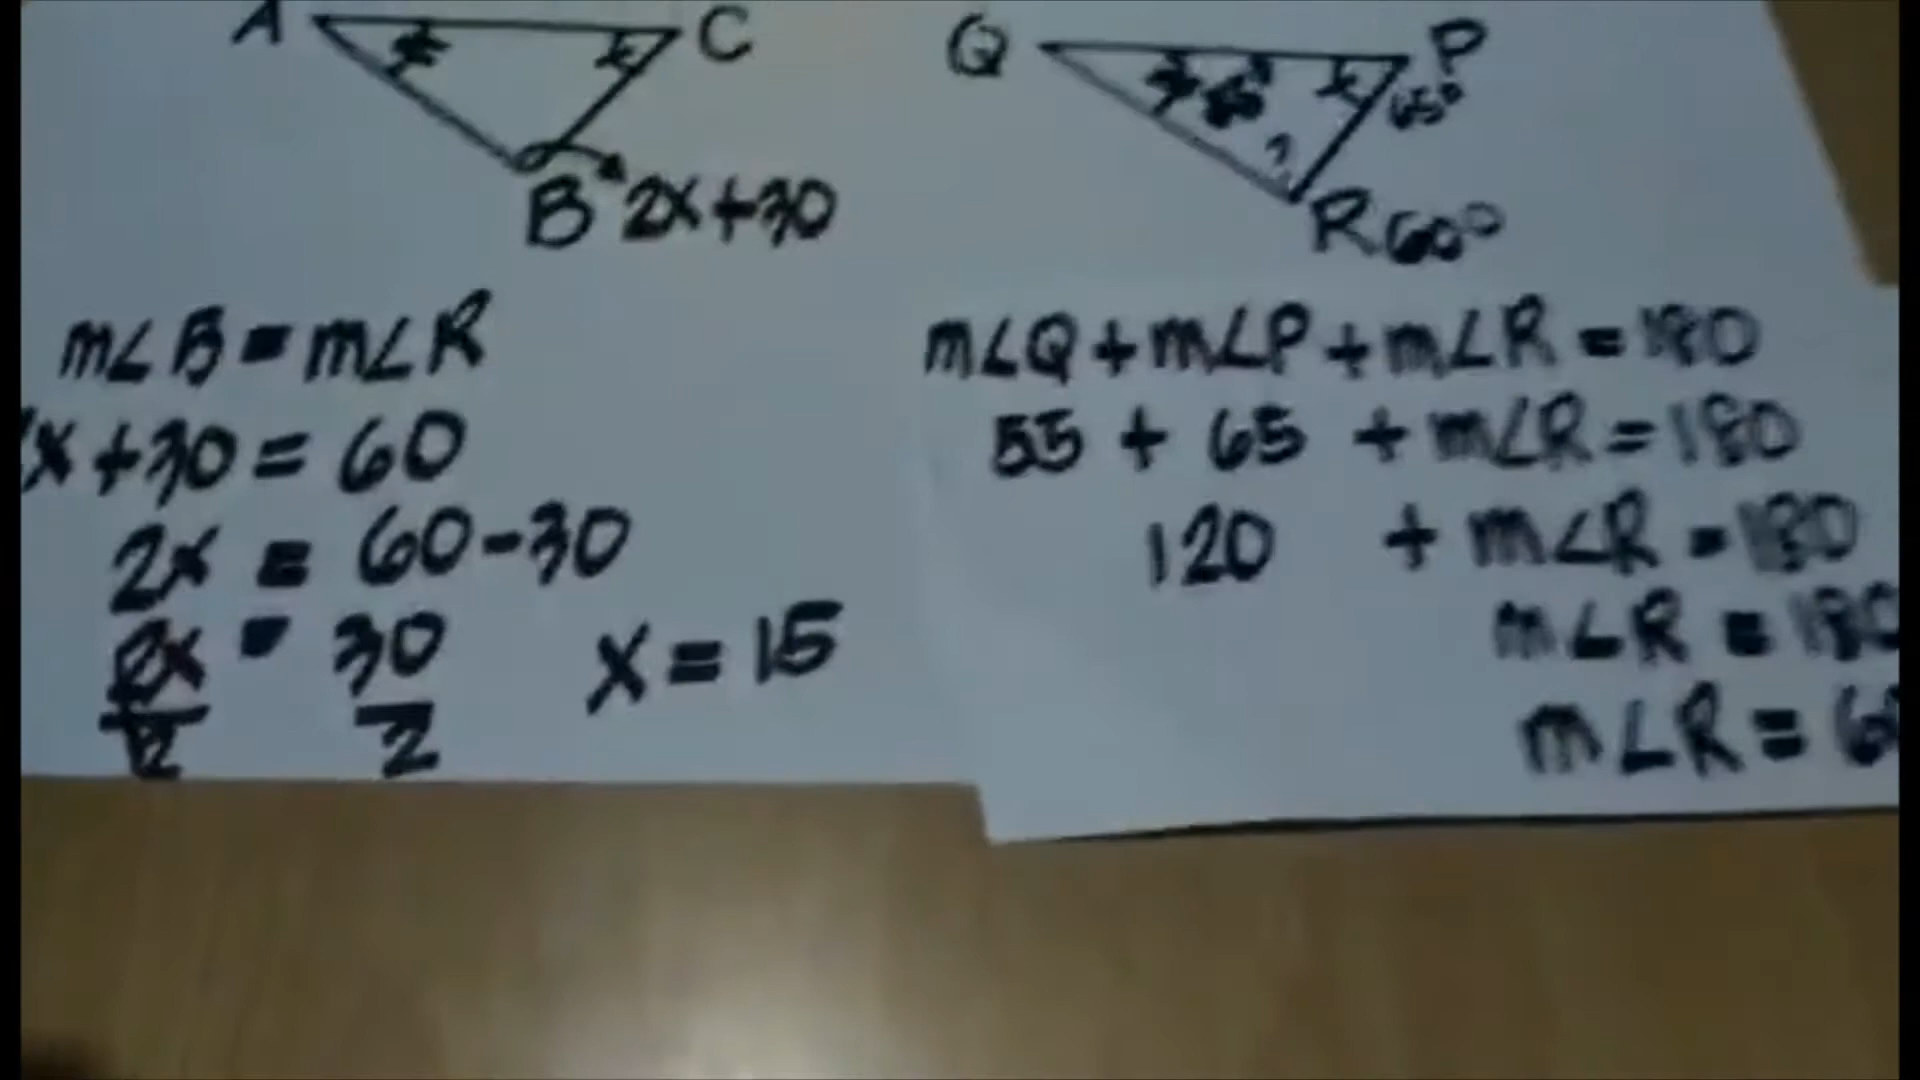 A C
B 2x+30
m∠B = m∠R
x+30 = 60
2x = 60-30
2x = 30
2 2
x = 15
Q P
65°
?
R 60°
m∠Q + m∠P + m∠R = 180
55 + 65 + m∠R = 180
120 + m∠R = 180
m∠R = 180
m∠R = 60